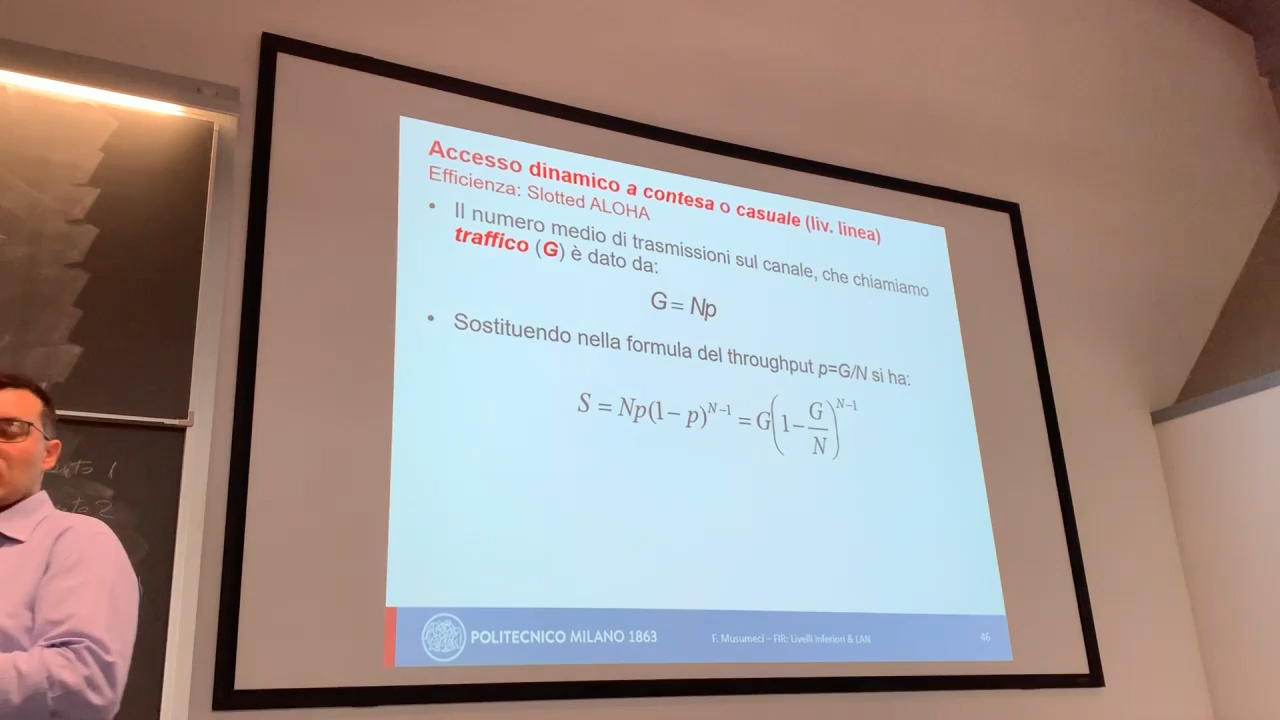 Accesso dinamico a contesa o casuale (liv. linea)
Efficienza: Slotted ALOHA
• Il numero medio di trasmissioni sul canale, che chiamiamo
traffico (G) è dato da:
G = Np
• Sostituendo nella formula del throughput p=G/N si ha:
S = Np(1 − p)^{N−1} = G(1 − G/N)^{N−1}
POLITECNICO MILANO 1863
F. Musumeci – FIR: Livelli inferiori & LAN
46